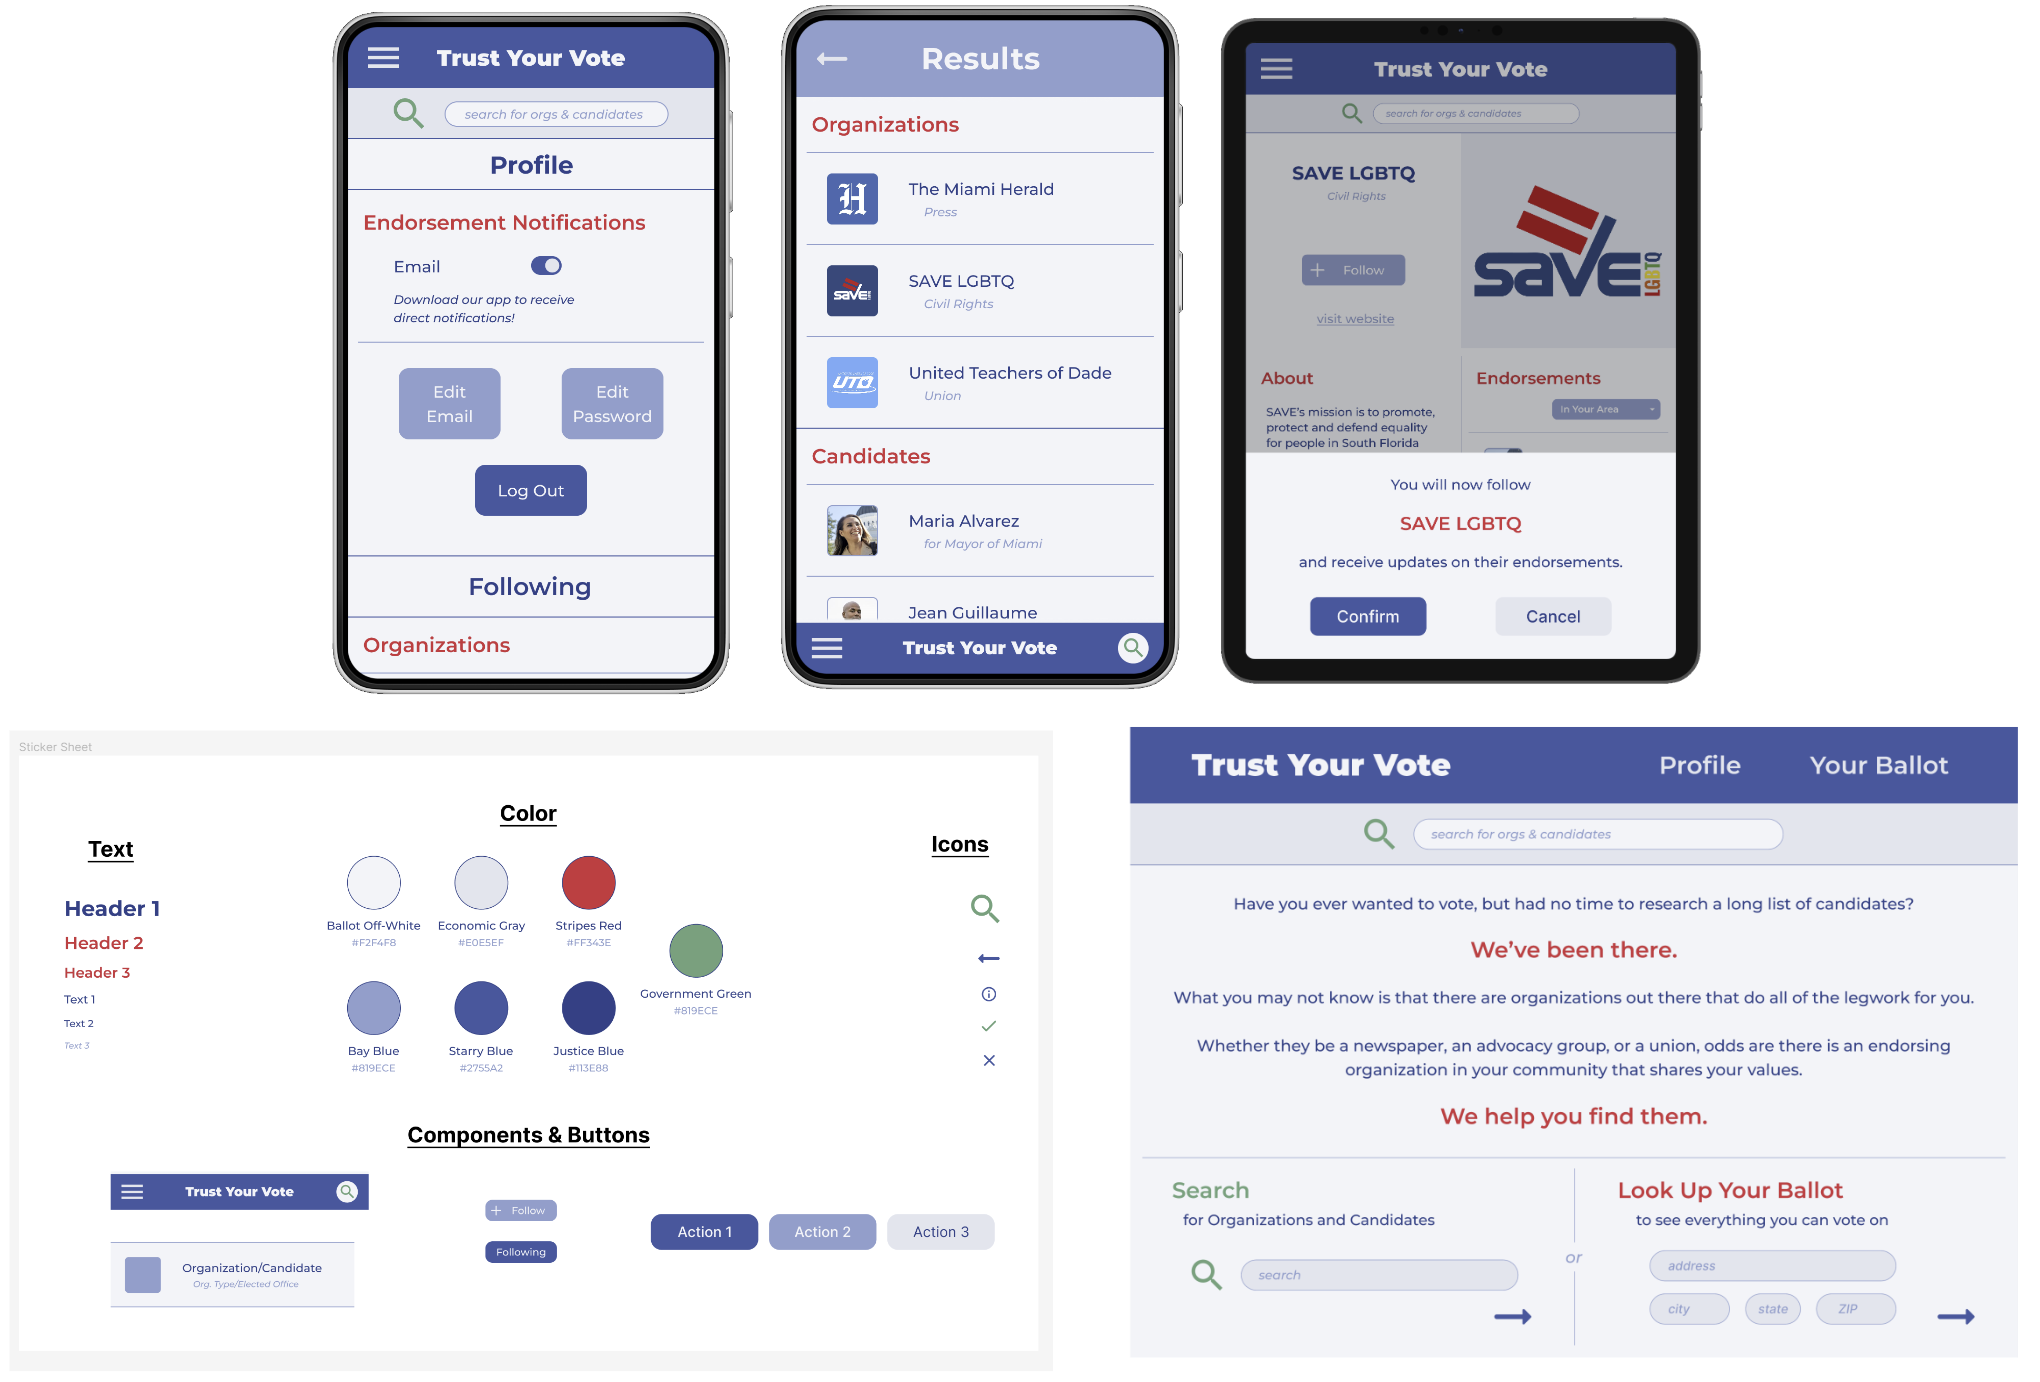 Trust Your Vote
search for orgs & candidates
Profile
Endorsement Notifications
Email
Download our app to receive
direct notifications!
Edit
Email
Edit
Password
Log Out
Following
Organizations
Results
Organizations
The Miami Herald
Press
SAVE LGBTQ
Civil Rights
UTD
United Teachers of Dade
Union
Candidates
Maria Alvarez
for Mayor of Miami
Jean Guillaume
Trust Your Vote
Trust Your Vote
search for orgs & candidates
SAVE LGBTQ
Civil Rights
+ Follow
visit website
save
LGBTQ
About
SAVE's mission is to promote,
protect and defend equality
for people in South Florida
Endorsements
In Your Area
You will now follow
SAVE LGBTQ
and receive updates on their endorsements.
Confirm
Cancel
Sticker Sheet
Text
Header 1
Header 2
Header 3
Text 1
Text 2
Text 3
Color
Ballot Off-White
#F2F4F8
Economic Gray
#E0E5EF
Stripes Red
#FF343E
Government Green
#819ECE
Bay Blue
#819ECE
Starry Blue
#2755A2
Justice Blue
#113E88
Icons
Components & Buttons
Trust Your Vote
Organization/Candidate
Org. Type/Elected Office
+ Follow
Following
Action 1
Action 2
Action 3
Trust Your Vote
Profile
Your Ballot
search for orgs & candidates
Have you ever wanted to vote, but had no time to research a long list of candidates?
We've been there.
What you may not know is that there are organizations out there that do all of the legwork for you.
Whether they be a newspaper, an advocacy group, or a union, odds are there is an endorsing
organization in your community that shares your values.
We help you find them.
Search
for Organizations and Candidates
search
or
Look Up Your Ballot
to see everything you can vote on
address
city
state
ZIP